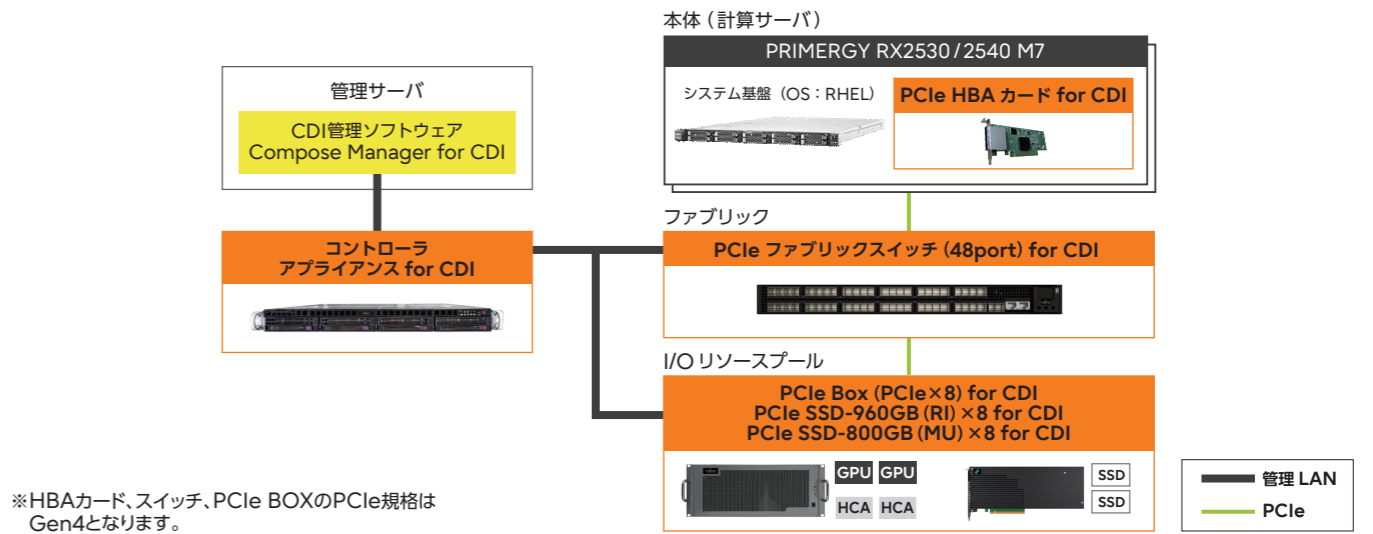 本体（計算サーバ）
PRIMERGY RX2530/2540 M7
システム基盤（OS：RHEL）
PCIe HBA カード for CDI
管理サーバ
CDI管理ソフトウェア
Compose Manager for CDI
コントローラ
アプライアンス for CDI
ファブリック
PCIe ファブリックスイッチ（48port）for CDI
I/O リソースプール
PCIe Box（PCIe×8）for CDI
PCIe SSD-960GB（RI）×8 for CDI
PCIe SSD-800GB（MU）×8 for CDI
GPU GPU
HCA HCA
SSD
SSD
管理 LAN
PCIe
※HBAカード、スイッチ、PCIe BOXのPCIe規格は
Gen4となります。